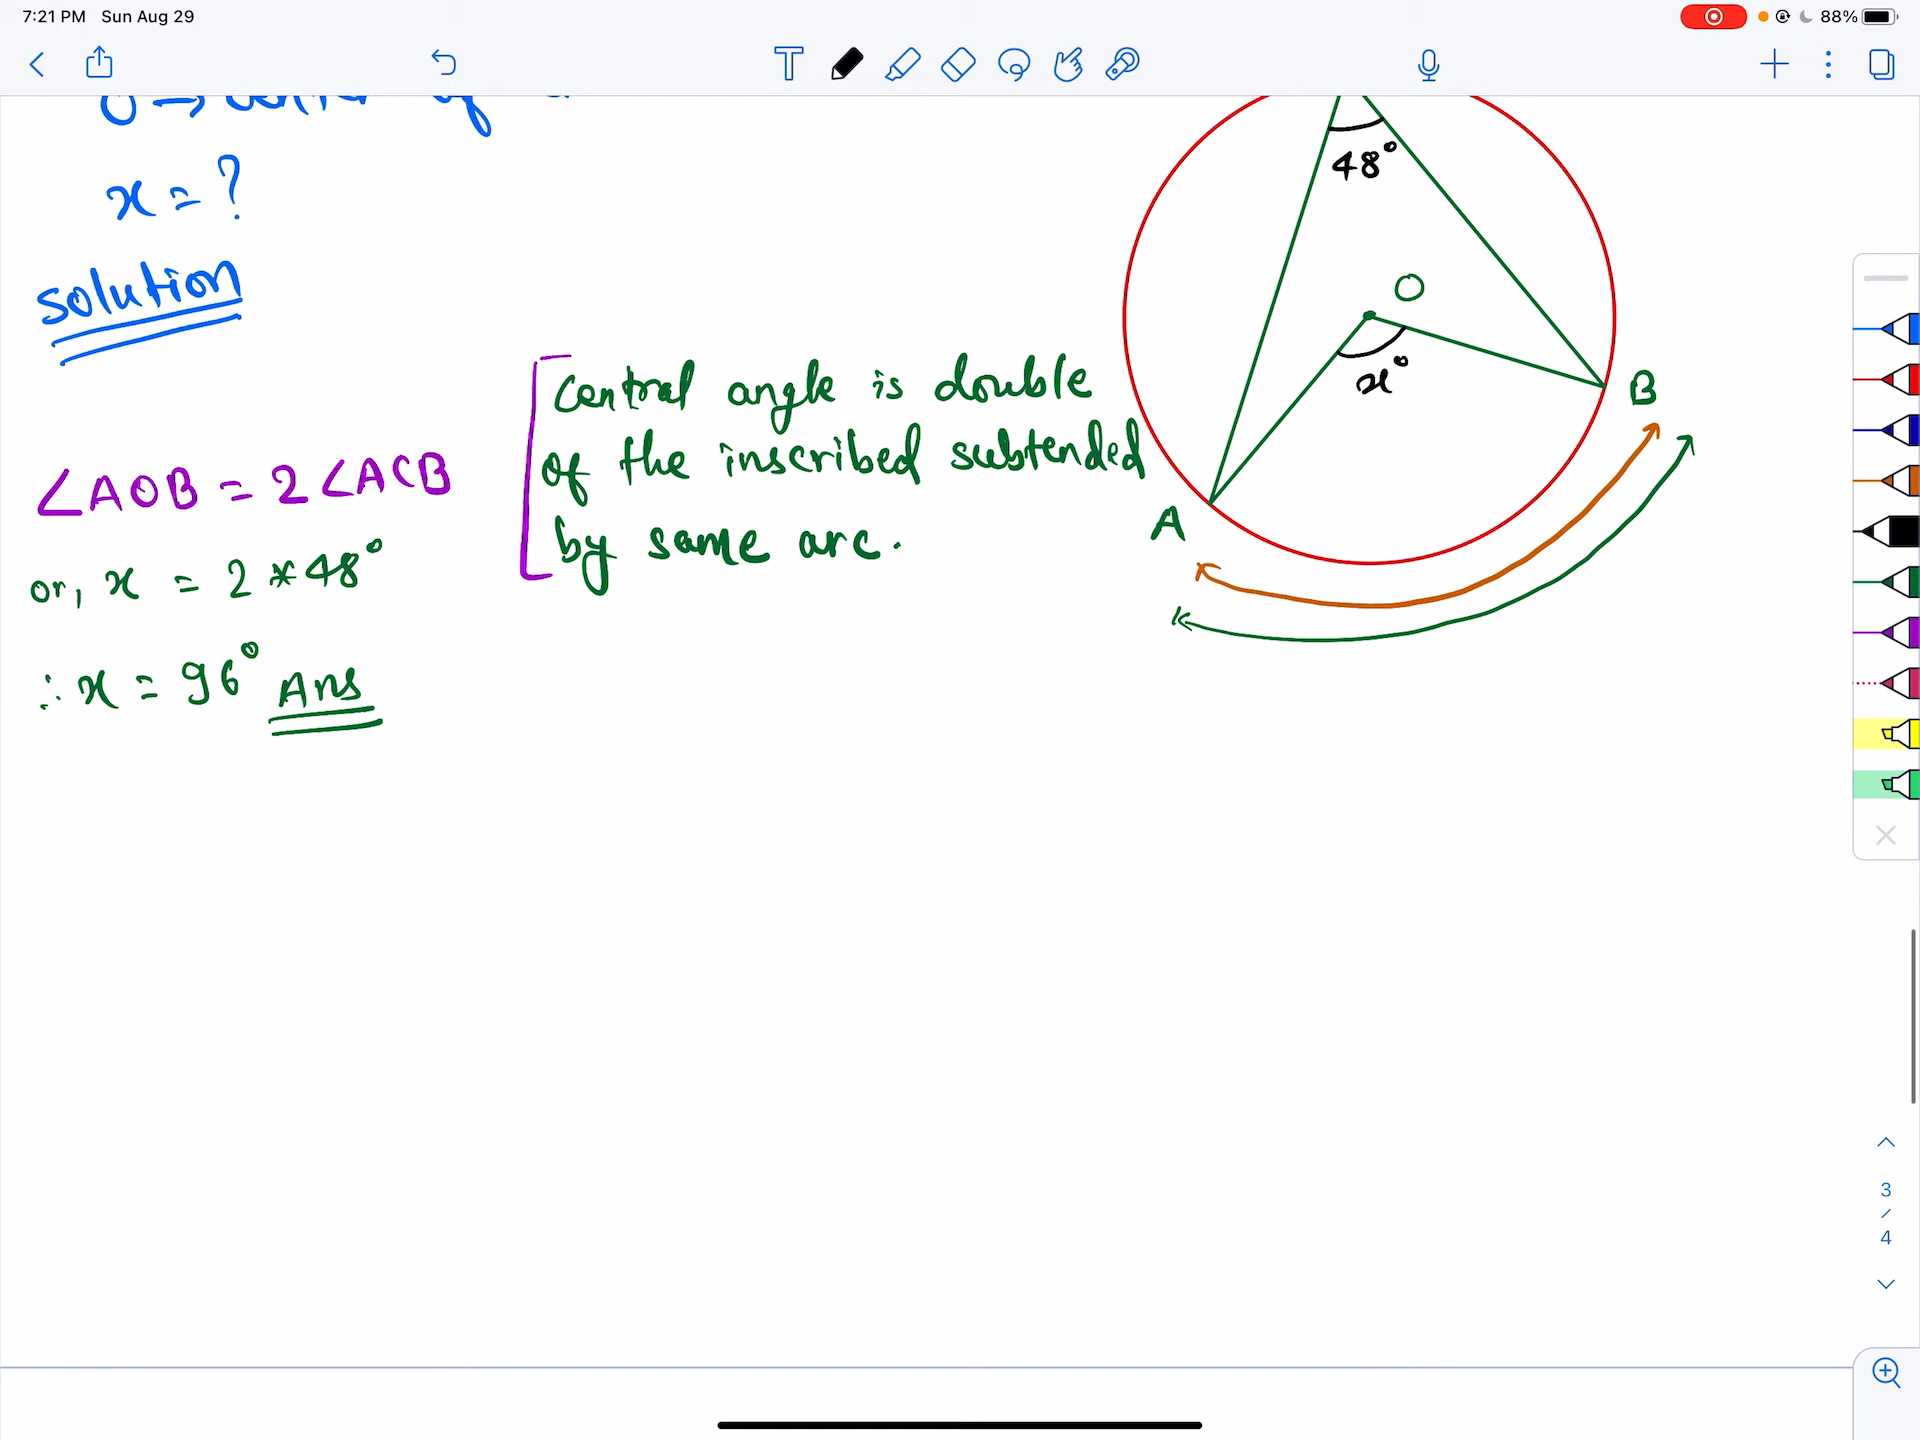 7:21 PM Sun Aug 29
88%
x = ?
solution
∠AOB = 2 ∠ACB
or, x = 2 * 48°
∴ x = 96° Ans
Central angle is double
of the inscribed subtended
by same arc.
48°
O
x°
B
A
T
3
/
4